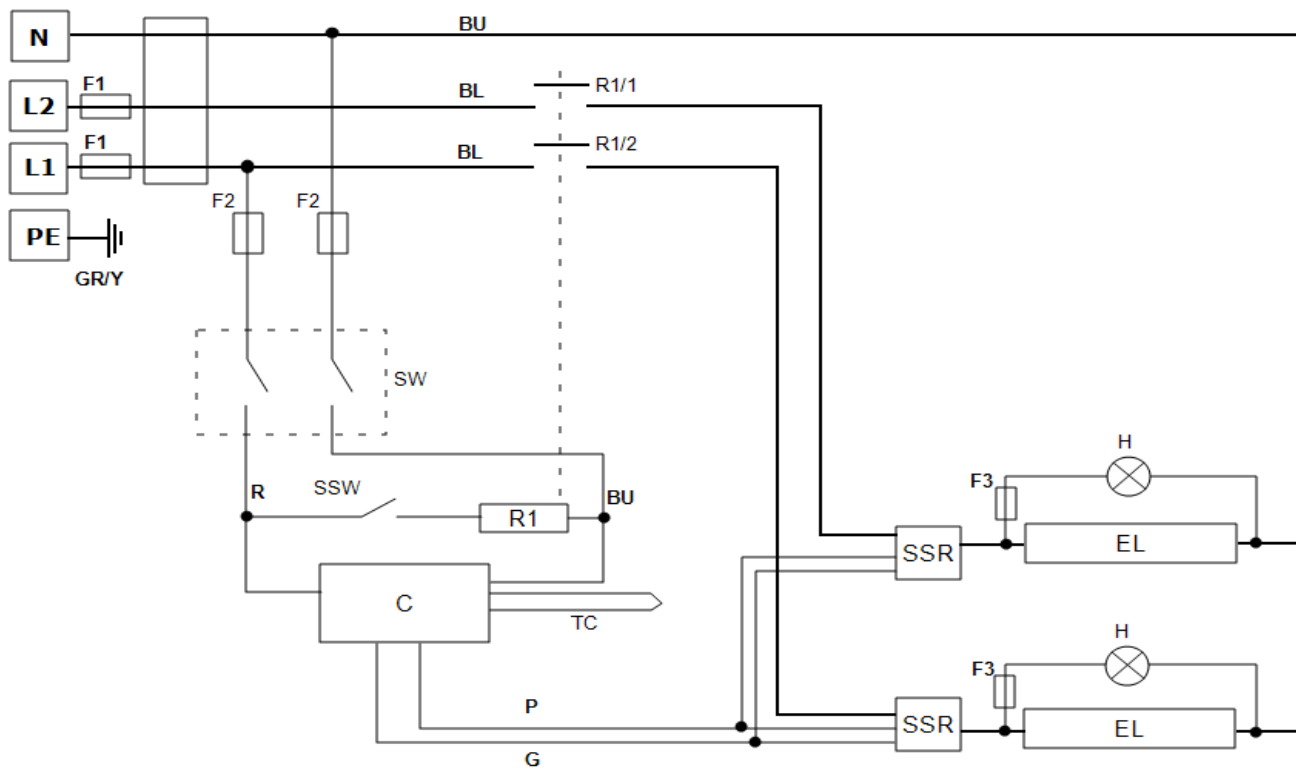 N
BU
F1
L2
BL
R1/1
F1
L1
BL
R1/2
F2
F2
PE
GR/Y
SW
H
R
SSW
F3
BU
R1
SSR
EL
C
TC
H
F3
P
SSR
EL
G